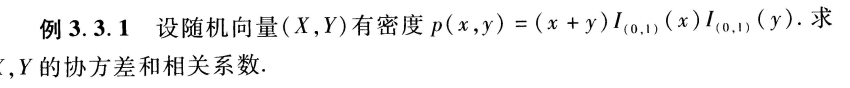 例 3.3.1 设随机向量(X,Y)有密度 p(x,y) = (x + y)I_{(0,1)}(x)I_{(0,1)}(y). 求
,Y 的协方差和相关系数.